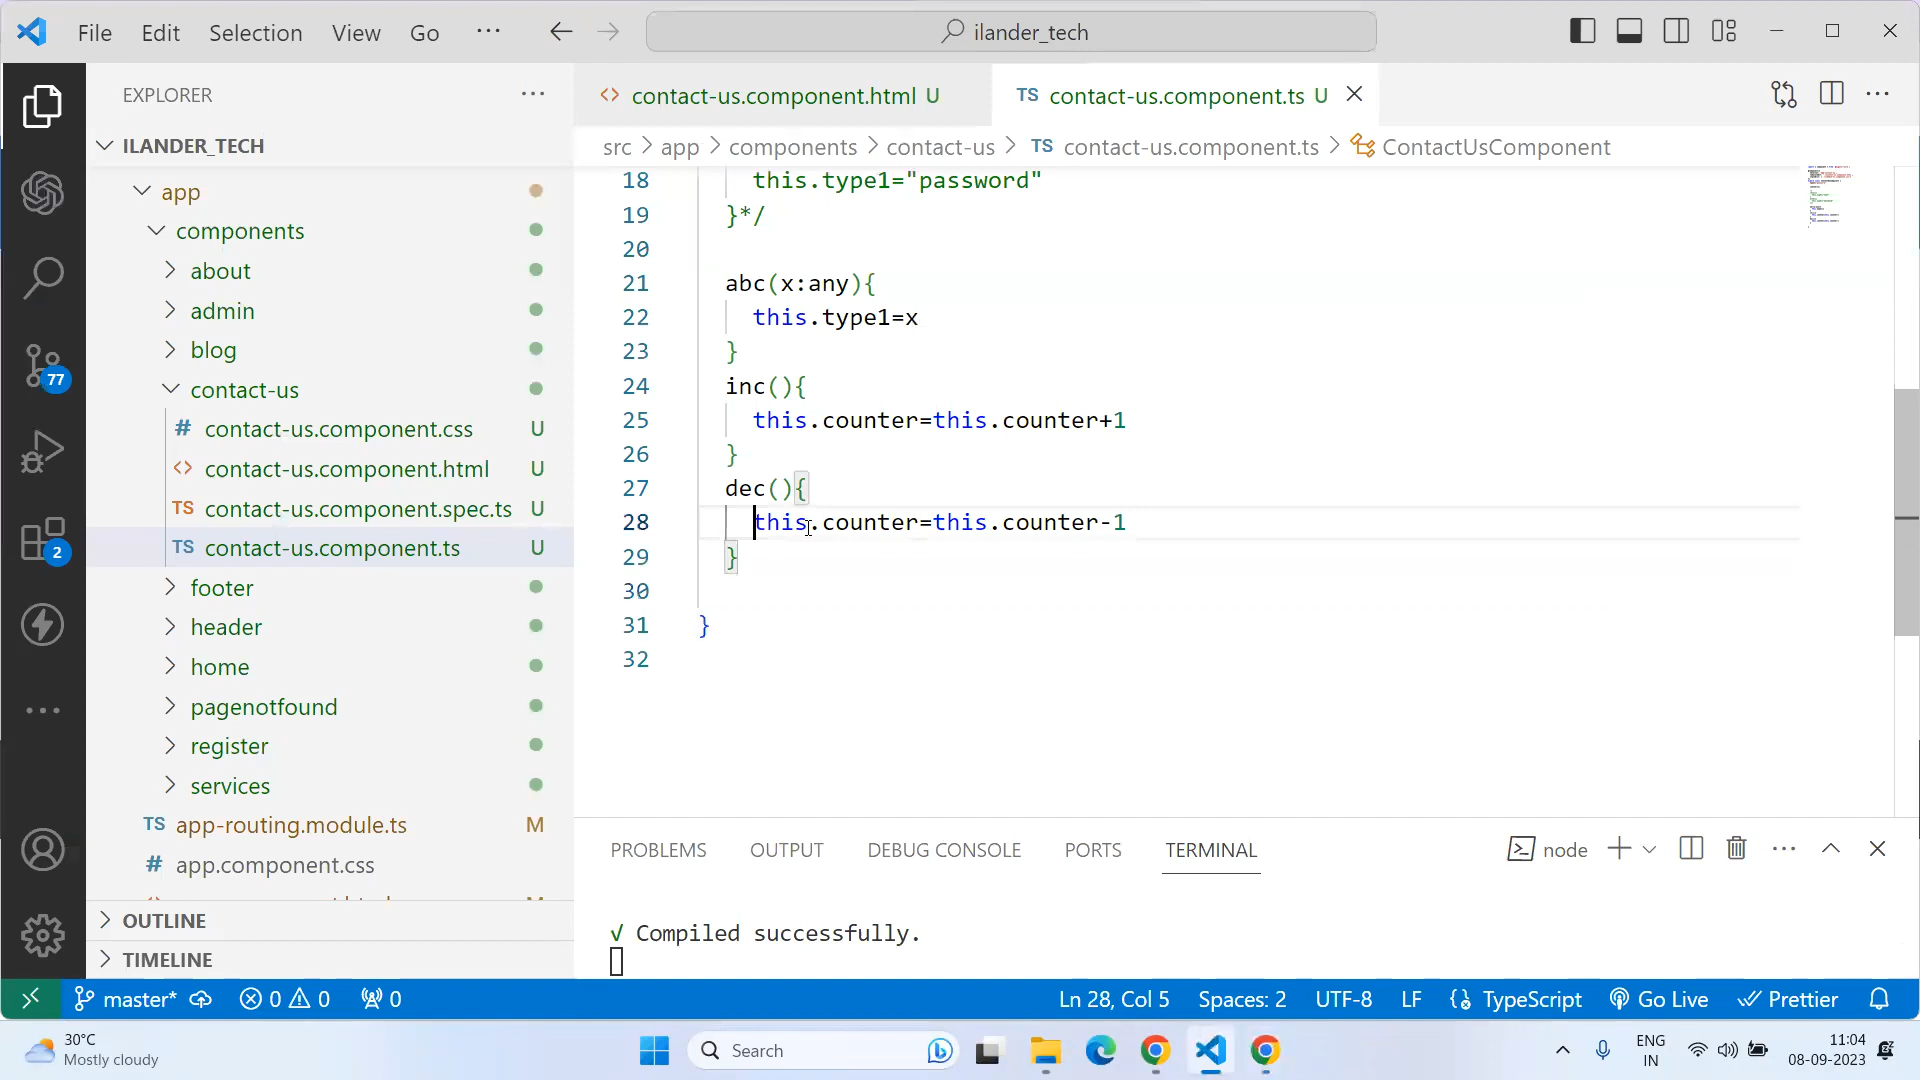 File Edit Selection View Go ··· ilander_tech
EXPLORER ···
contact-us.component.html U
TS contact-us.component.ts U
ILANDER_TECH
src > app > components > contact-us > TS contact-us.component.ts > ContactUsComponent
app
components
about
admin
blog
contact-us
# contact-us.component.css U
<> contact-us.component.html U
TS contact-us.component.spec.ts U
TS contact-us.component.ts U
footer
header
home
pagenotfound
register
services
TS app-routing.module.ts M
# app.component.css
OUTLINE
TIMELINE
77
2
18 this.type1="password"
19 }*/
20
21 abc(x:any){
22 this.type1=x
23 }
24 inc(){
25 this.counter=this.counter+1
26 }
27 dec(){
28 this.counter=this.counter-1
29 }
30
31 }
32
PROBLEMS OUTPUT DEBUG CONSOLE PORTS TERMINAL node
√ Compiled successfully.
master* 0 0 0 Ln 28, Col 5 Spaces: 2 UTF-8 LF TypeScript Go Live Prettier
30°C
Mostly cloudy
Search
ENG
IN
11:04
08-09-2023